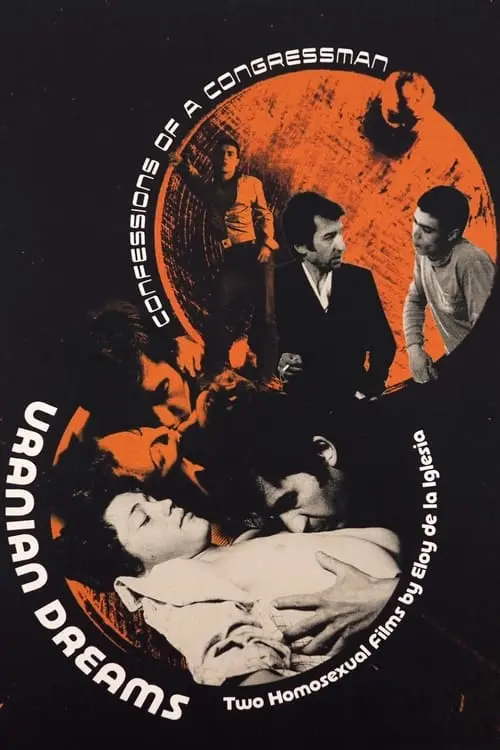 CONFESSIONS OF A CONGRESSMAN
URANIAN DREAMS
Two Homosexual Films by Eloy de la Iglesia